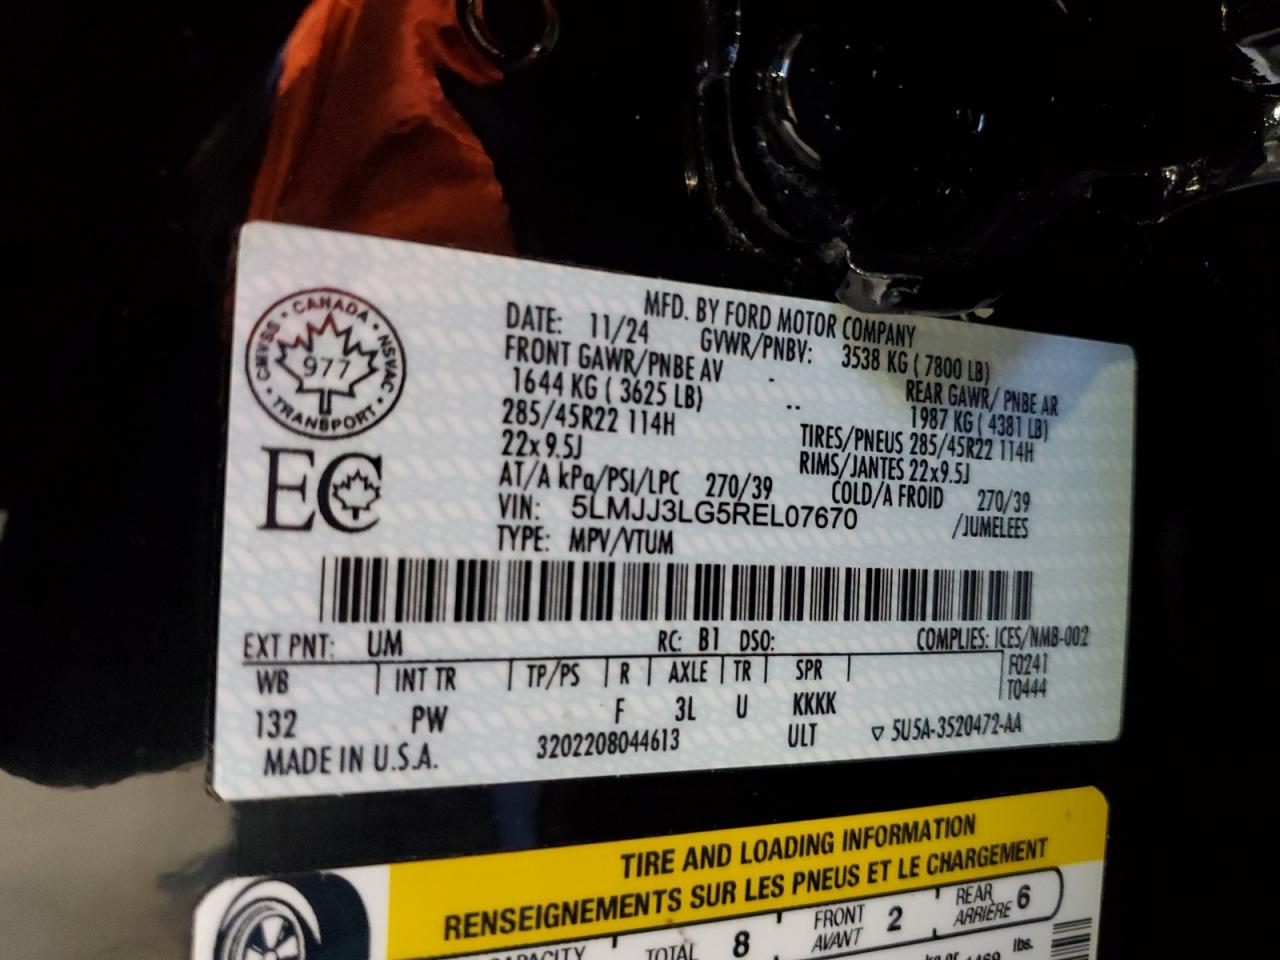 MFD. BY FORD MOTOR COMPANY
DATE: 11/24 GVWR/PNBV: 3538 KG ( 7800 LB)
FRONT GAWR/PNBE AV REAR GAWR/ PNBE AR
1644 KG ( 3625 LB) 1987 KG ( 4381 LB)
285/45R22 114H TIRES/PNEUS 285/45R22 114H
22x 9.5J RIMS/JANTES 22x9.5J
AT/A kPa/PSI/LPC 270/39 COLD/A FROID 270/39
VIN: 5LMJJ3LG5REL07670 /JUMELEES
TYPE: MPV/VTUM
CANADA
CMVSS NSVAC
977
TRANSPORT
EC
EXT PNT: UM RC: B1 DSO: COMPLIES: ICES/NMB-002
WB INT TR TP/PS R AXLE TR SPR F0241
T0444
132 PW F 3L U KKKK
MADE IN U.S.A. 3202208044613 ULT 5U5A-3520472-AA
TIRE AND LOADING INFORMATION
RENSEIGNEMENTS SUR LES PNEUS ET LE CHARGEMENT
TOTAL 8 FRONT AVANT 2 REAR ARRIÈRE 6
lbs.